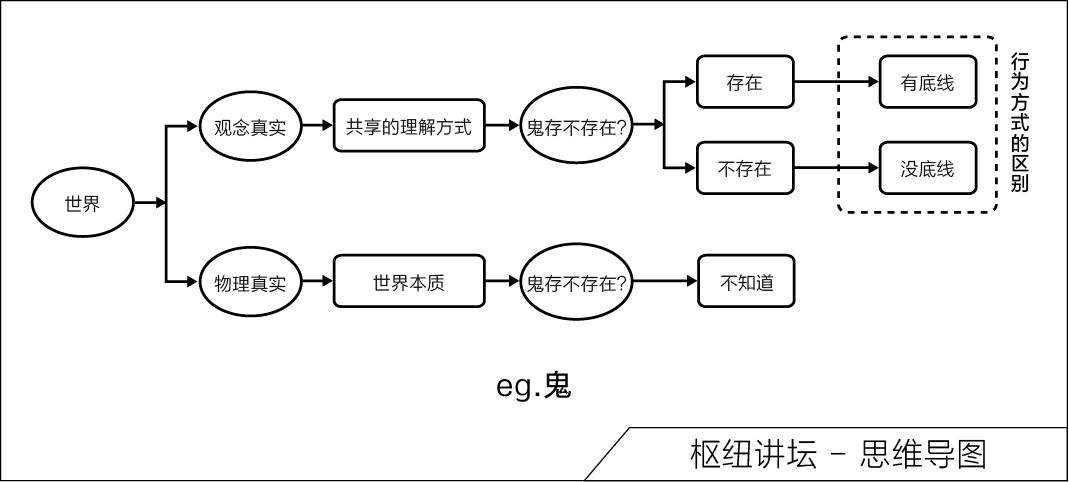 世界
观念真实
共享的理解方式
鬼存不存在?
存在
有底线
不存在
没底线
行为方式的区别
物理真实
世界本质
鬼存不存在?
不知道
eg.鬼
枢纽讲坛 - 思维导图